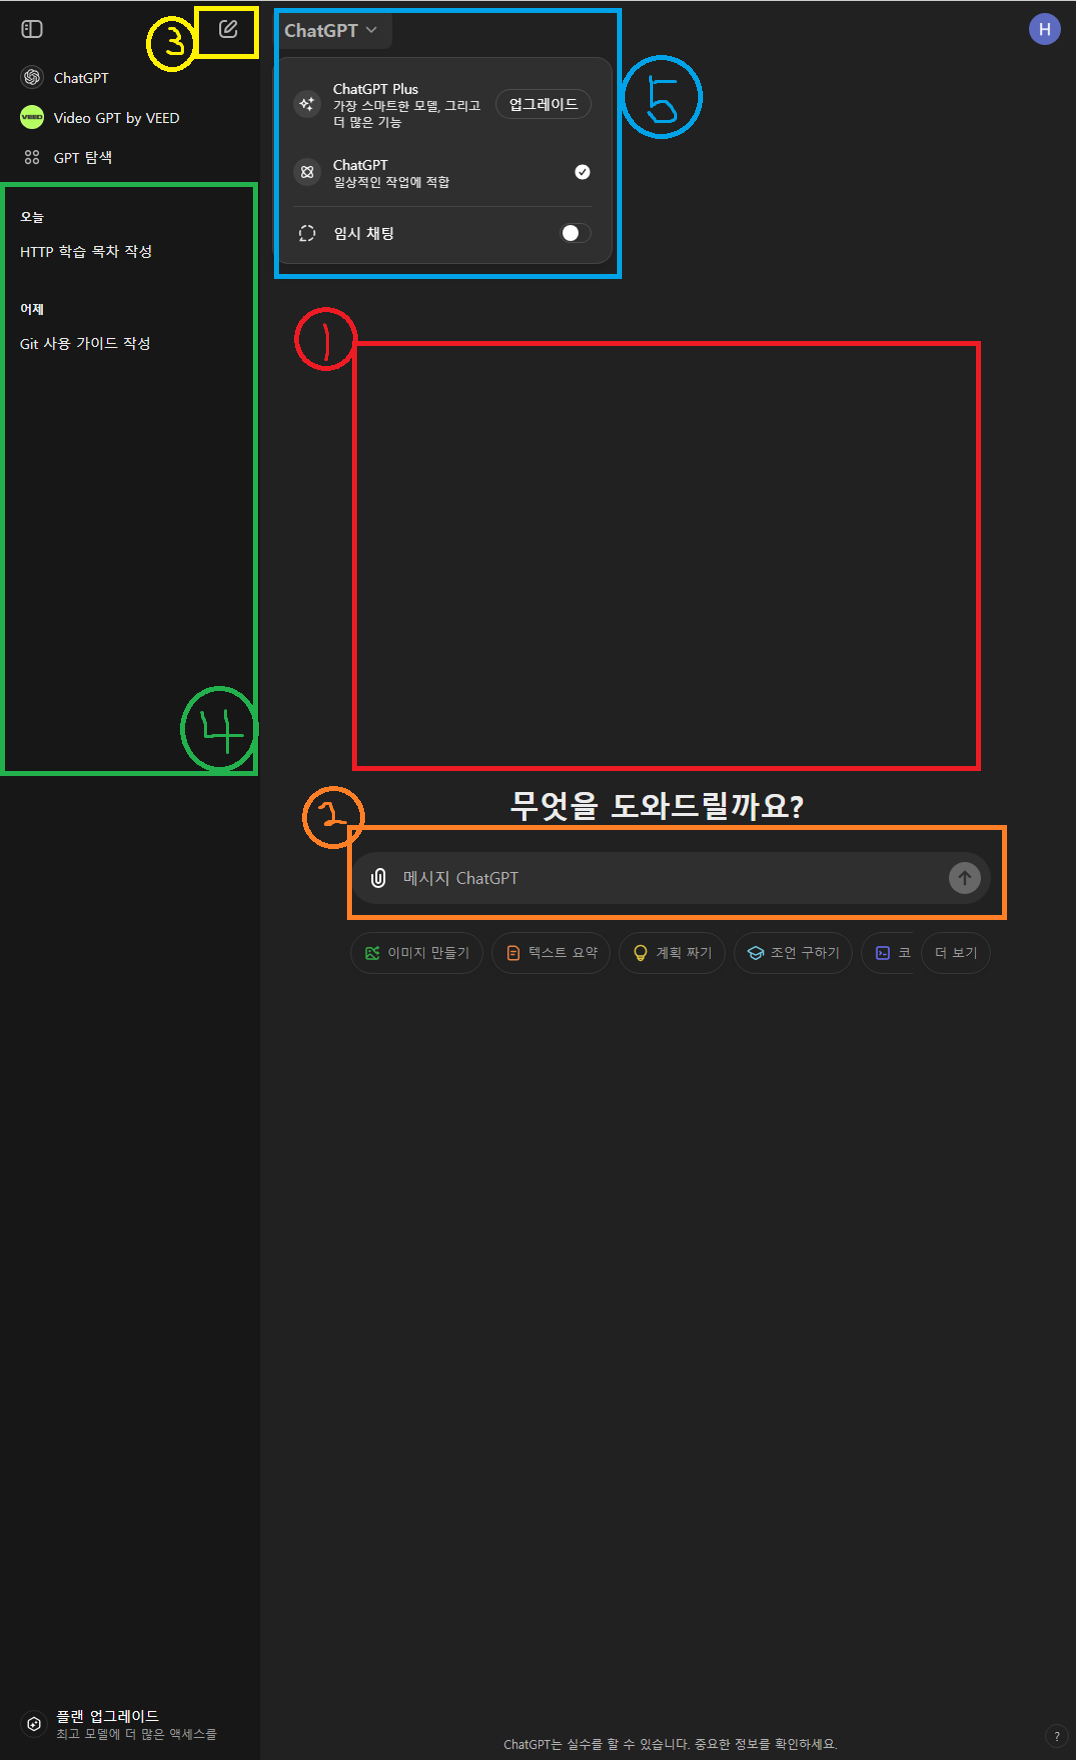 3
ChatGPT
H
ChatGPT
VEED
Video GPT by VEED
GPT 탐색
ChatGPT Plus
가장 스마트한 모델, 그리고
더 많은 기능
업그레이드
5
ChatGPT
일상적인 작업에 적합
임시 채팅
오늘
HTTP 학습 목차 작성
어제
Git 사용 가이드 작성
1
4
무엇을 도와드릴까요?
2
메시지 ChatGPT
이미지 만들기
텍스트 요약
계획 짜기
조언 구하기
코
더 보기
플랜 업그레이드
최고 모델에 더 많은 액세스를
ChatGPT는 실수를 할 수 있습니다. 중요한 정보를 확인하세요.
?